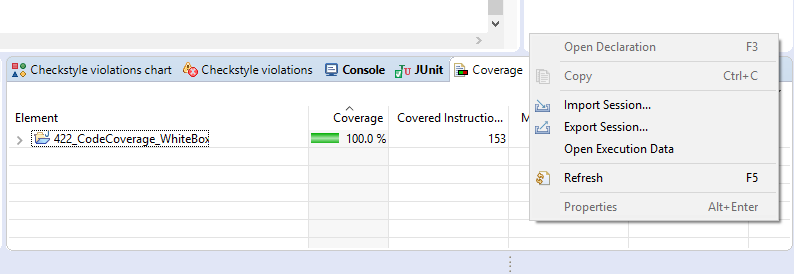 Checkstyle violations chart Checkstyle violations Console JUnit Coverage
Element Coverage Covered Instructio... M
422_CodeCoverage_WhiteBox 100.0 % 153
Open Declaration F3
Copy Ctrl+C
Import Session...
Export Session...
Open Execution Data
Refresh F5
Properties Alt+Enter